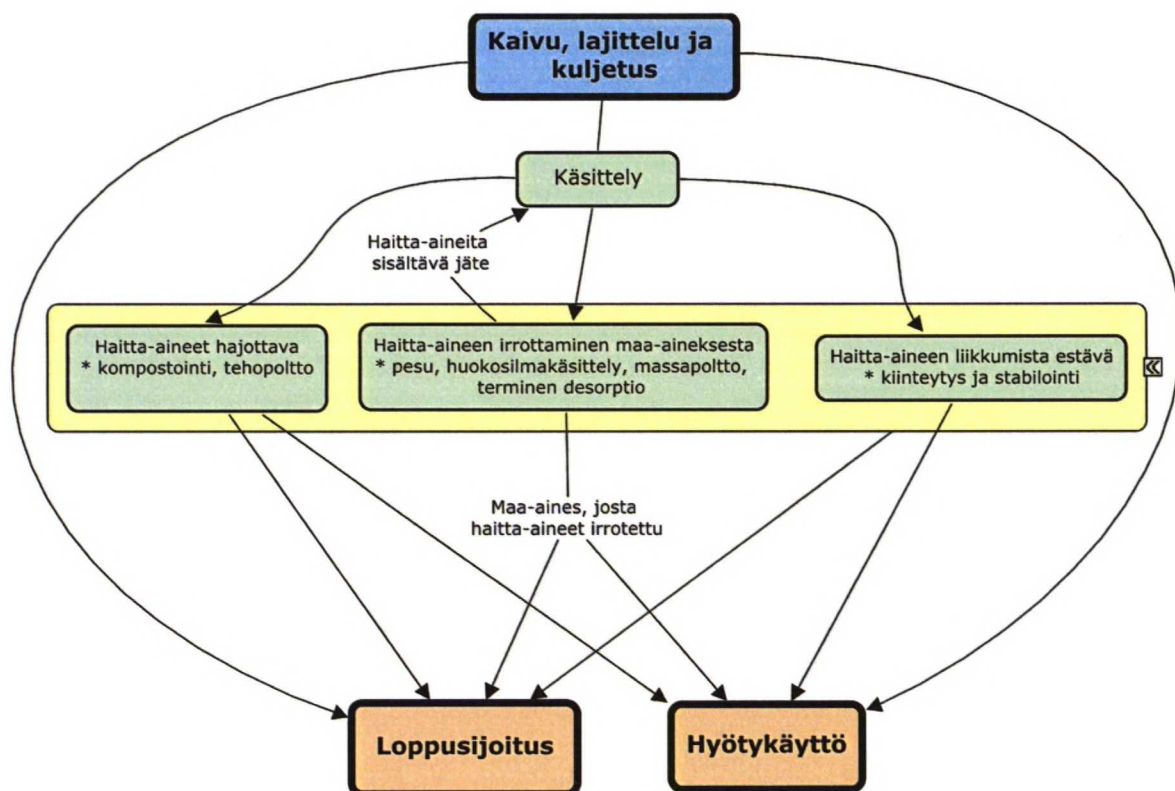 Kaivu, lajittelu ja
kuljetus
Käsittely
Haitta-aineita
sisältävä jäte
Haitta-aineet hajottava
* kompostointi, tehopoltto
Haitta-aineen irrottaminen maa-aineksesta
* pesu, huokosilmakäsittely, massapoltto,
terminen desorptio
Haitta-aineen liikkumista estävä
* kiinteytys ja stabilointi
Maa-aines, josta
haitta-aineet irrotettu
Loppusijoitus
Hyötykäyttö